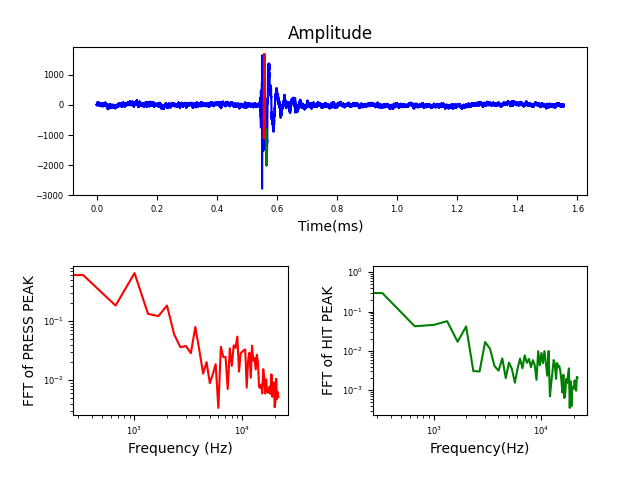 Amplitude
1000
0
−1000
−2000
−3000
0.0 0.2 0.4 0.6 0.8 1.0 1.2 1.4 1.6
Time(ms)
FFT of PRESS PEAK
10⁻¹
10⁻²
10³ 10⁴
Frequency (Hz)
FFT of HIT PEAK
10⁰
10⁻¹
10⁻²
10⁻³
10³ 10⁴
Frequency(Hz)